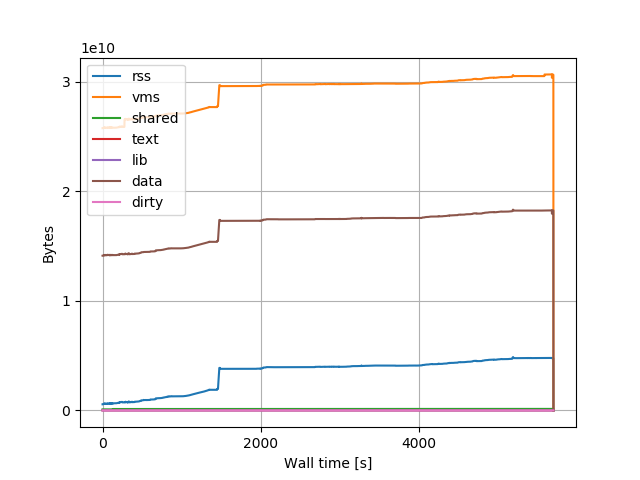 1e10
3
2
1
0
Bytes
rss
vms
shared
text
lib
data
dirty
0
2000
4000
Wall time [s]